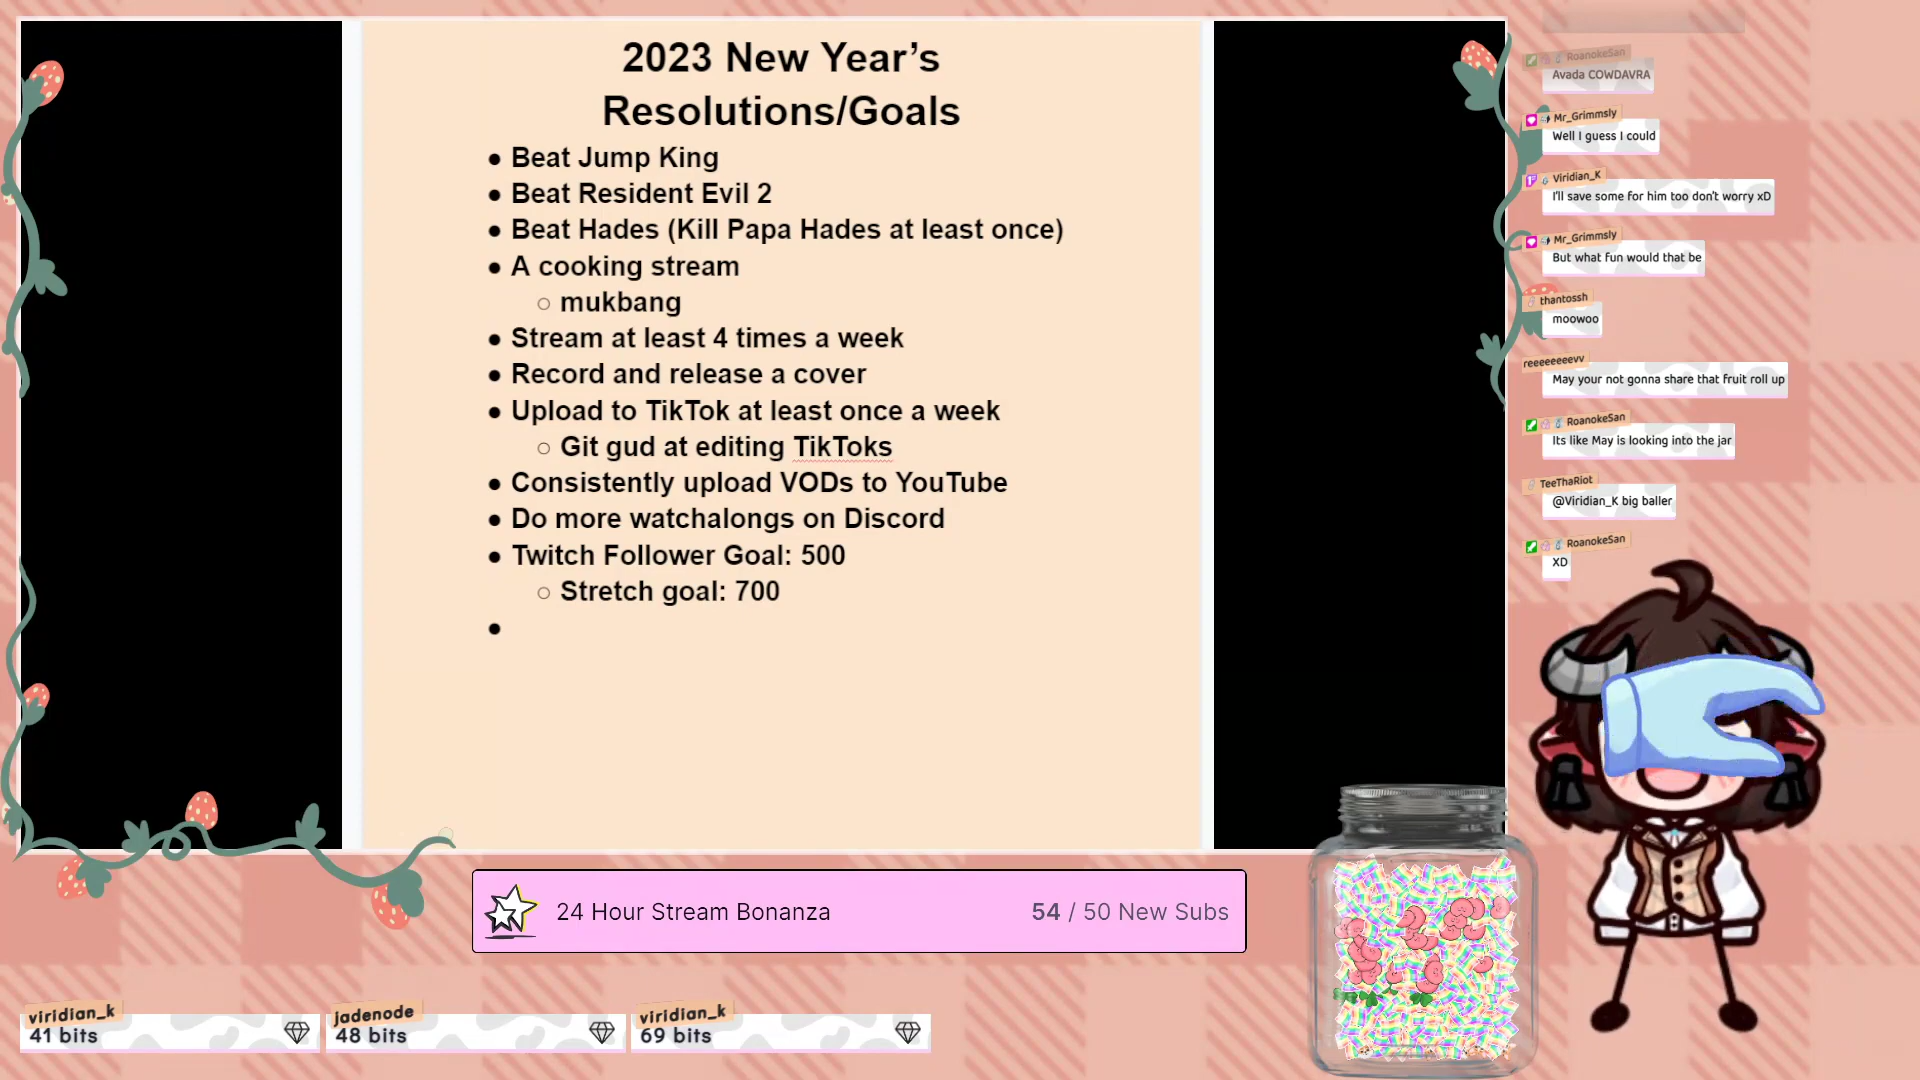 2023 New Year’s
Resolutions/Goals
● Beat Jump King
● Beat Resident Evil 2
● Beat Hades (Kill Papa Hades at least once)
● A cooking stream
○ mukbang
● Stream at least 4 times a week
● Record and release a cover
● Upload to TikTok at least once a week
○ Git gud at editing TikToks
● Consistently upload VODs to YouTube
● Do more watchalongs on Discord
● Twitch Follower Goal: 500
○ Stretch goal: 700
●
RoanokeSan
Avada COWDAVRA
Mr_Grimmsly
Well I guess I could
Viridian_K
I'll save some for him too don't worry xD
Mr_Grimmsly
But what fun would that be
thantossh
moowoo
reeeeeeeevv
May your not gonna share that fruit roll up
RoanokeSan
Its like May is looking into the jar
TeeThaRiot
@Viridian_K big baller
RoanokeSan
XD
24 Hour Stream Bonanza
54 / 50 New Subs
viridian_k
41 bits
jadenode
48 bits
viridian_k
69 bits